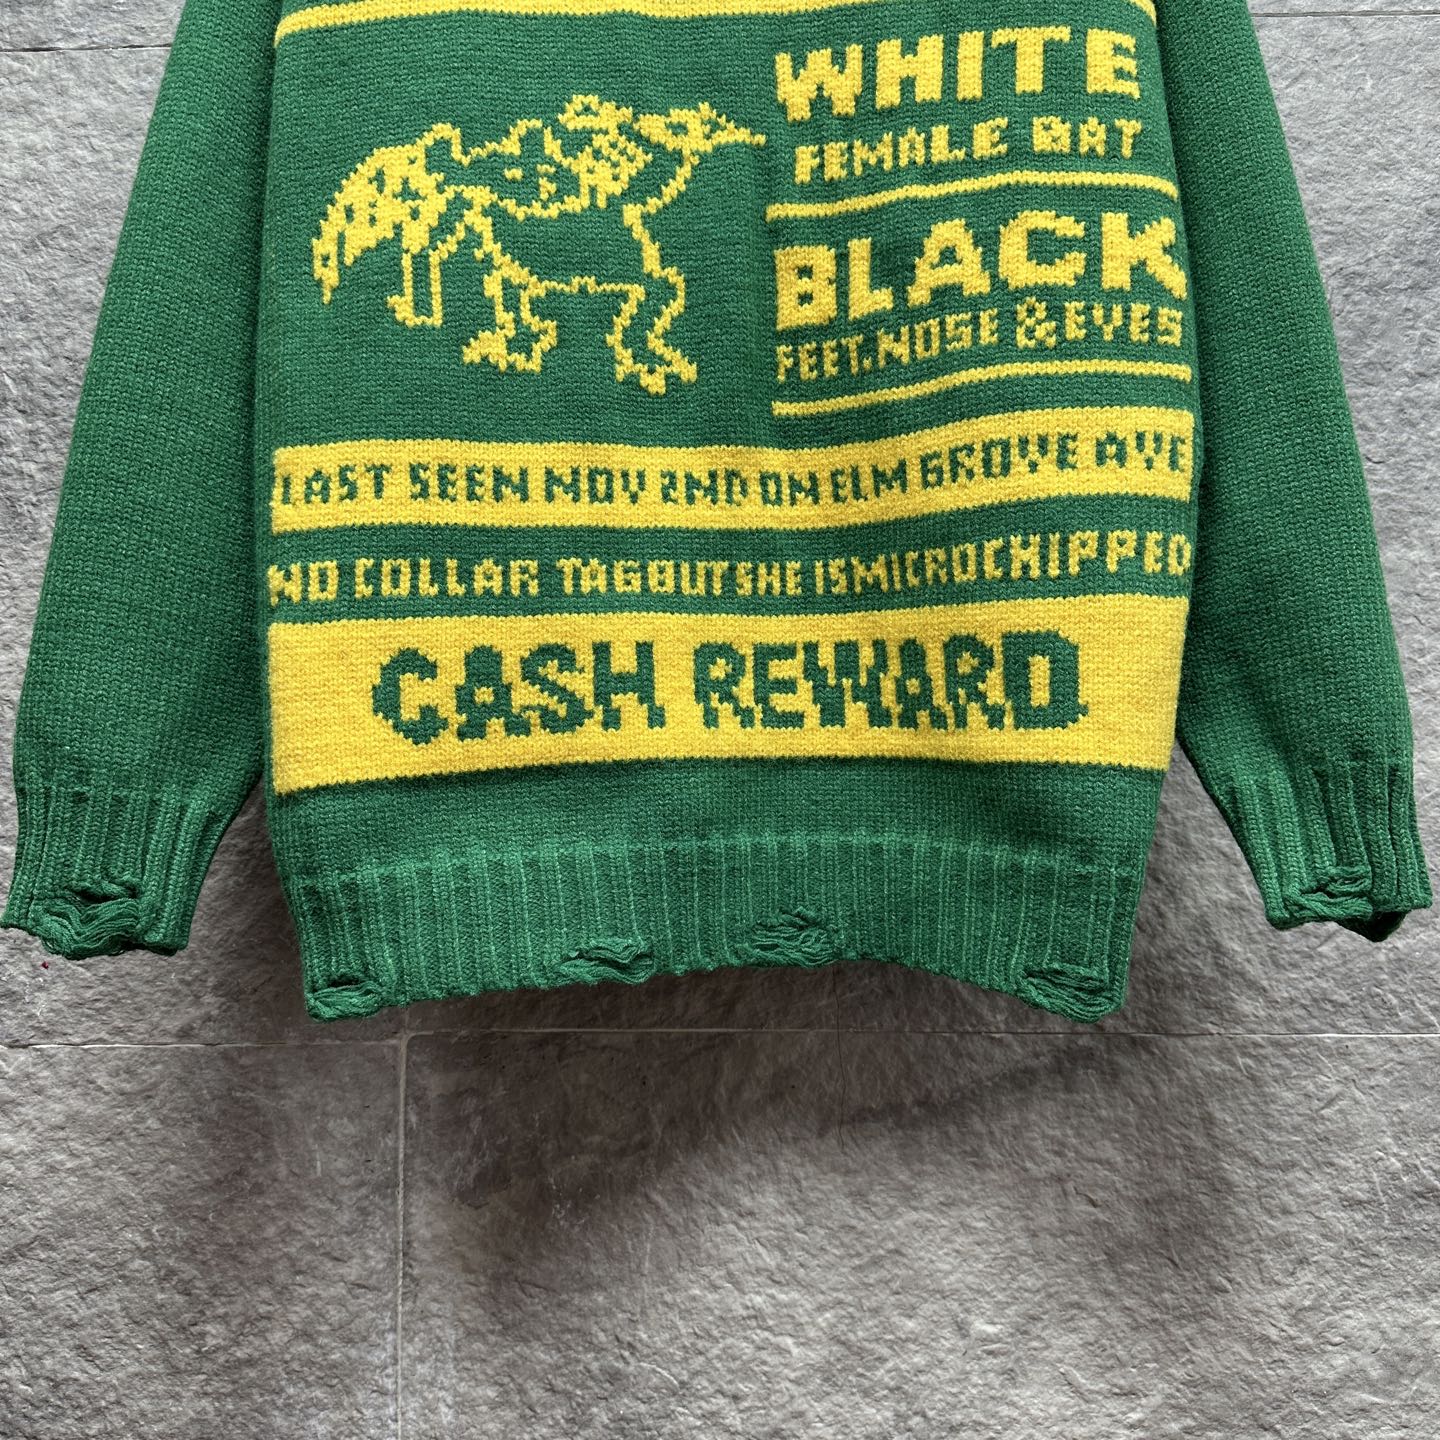 WHITE
FEMALE BAT
BLACK
FEET, NOSE & EYES
LAST SEEN NOV 2ND ON ELM GROVE AVE
NO COLLAR TAG BUT SHE IS MICROCHIPPED
CASH REWARD